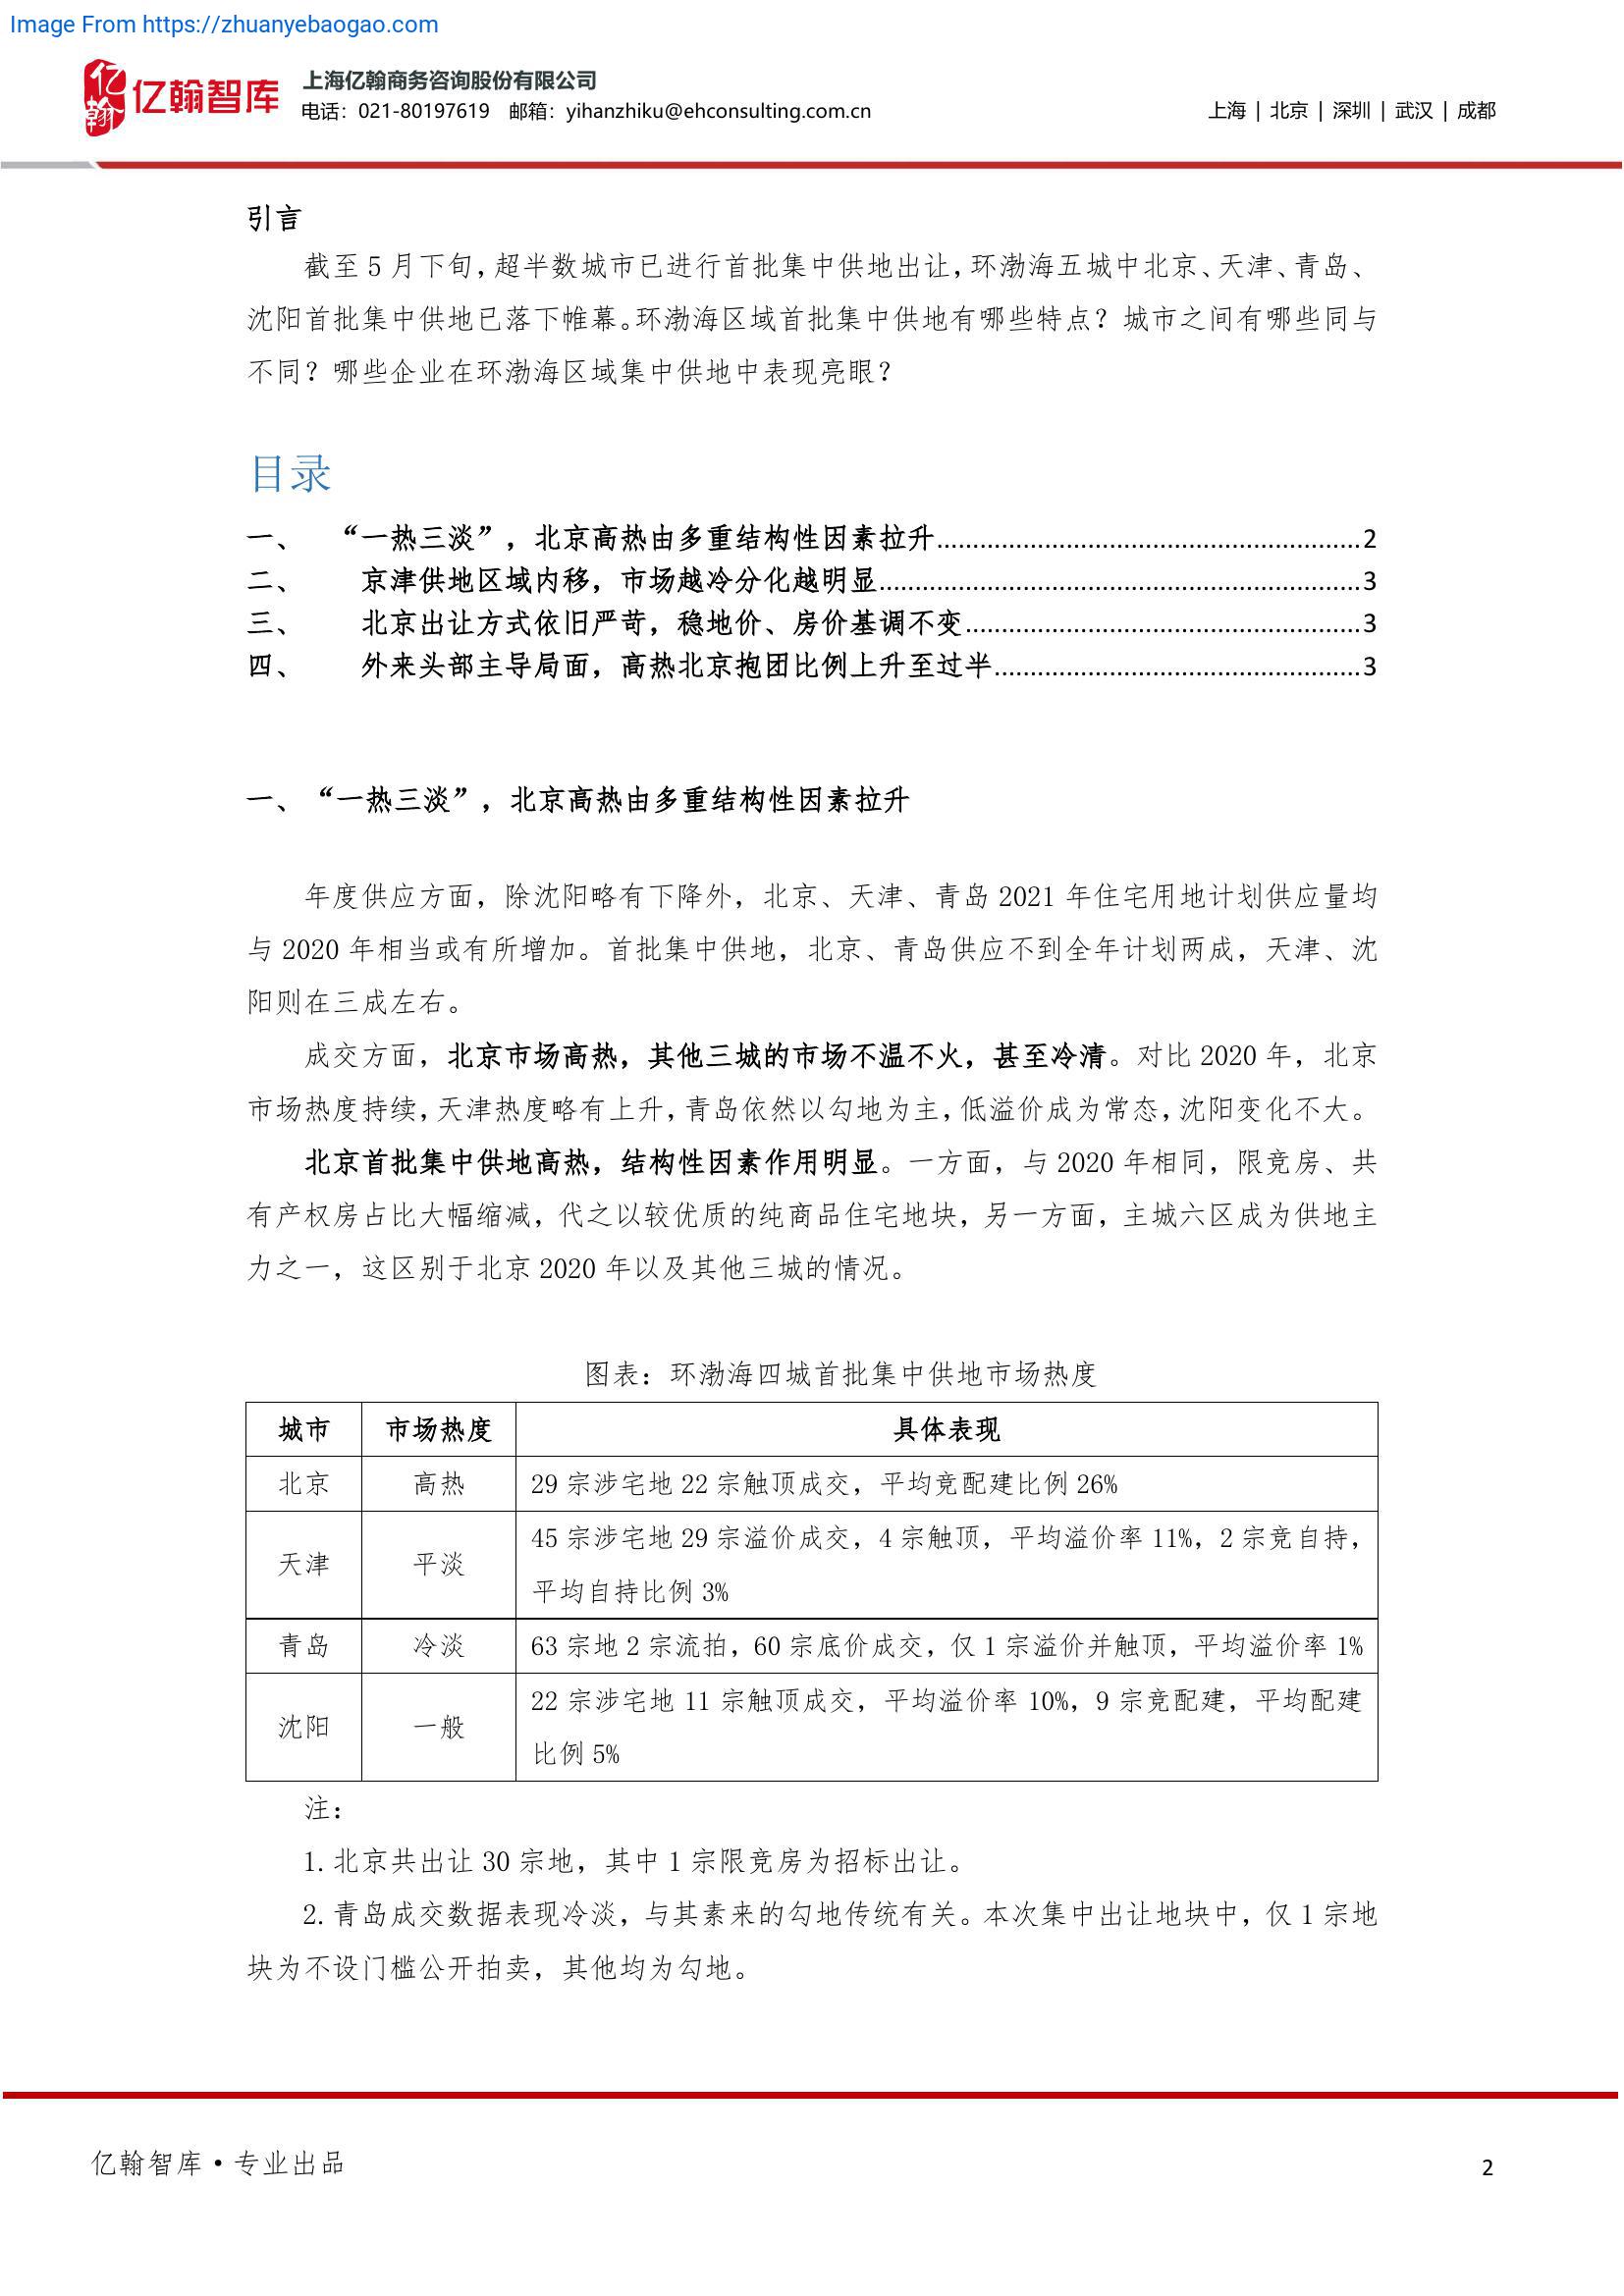 Image From https://zhuanyebaogao.com
亿翰
亿翰智库
上海亿翰商务咨询股份有限公司
电话：021-80197619 邮箱：yihanzhiku@ehconsulting.com.cn
上海 | 北京 | 深圳 | 武汉 | 成都
引言
截至 5 月下旬，超半数城市已进行首批集中供地出让，环渤海五城中北京、天津、青岛、
沈阳首批集中供地已落下帷幕。环渤海区域首批集中供地有哪些特点？城市之间有哪些同与
不同？哪些企业在环渤海区域集中供地中表现亮眼？
目录
一、 “一热三淡”，北京高热由多重结构性因素拉升............................................................2
二、 京津供地区域内移，市场越冷分化越明显....................................................................3
三、 北京出让方式依旧严苛，稳地价、房价基调不变........................................................3
四、 外来头部主导局面，高热北京抱团比例上升至过半....................................................3
一、“一热三淡”，北京高热由多重结构性因素拉升
年度供应方面，除沈阳略有下降外，北京、天津、青岛 2021 年住宅用地计划供应量均
与 2020 年相当或有所增加。首批集中供地，北京、青岛供应不到全年计划两成，天津、沈
阳则在三成左右。
成交方面，北京市场高热，其他三城的市场不温不火，甚至冷清。对比 2020 年，北京
市场热度持续，天津热度略有上升，青岛依然以勾地为主，低溢价成为常态，沈阳变化不大。
北京首批集中供地高热，结构性因素作用明显。一方面，与 2020 年相同，限竞房、共
有产权房占比大幅缩减，代之以较优质的纯商品住宅地块，另一方面，主城六区成为供地主
力之一，这区别于北京 2020 年以及其他三城的情况。
图表：环渤海四城首批集中供地市场热度
城市 市场热度 具体表现
北京 高热 29 宗涉宅地 22 宗触顶成交，平均竞配建比例 26%
天津 平淡 45 宗涉宅地 29 宗溢价成交，4 宗触顶，平均溢价率 11%，2 宗竞自持，
平均自持比例 3%
青岛 冷淡 63 宗地 2 宗流拍，60 宗底价成交，仅 1 宗溢价并触顶，平均溢价率 1%
沈阳 一般 22 宗涉宅地 11 宗触顶成交，平均溢价率 10%，9 宗竞配建，平均配建
比例 5%
注：
1.北京共出让 30 宗地，其中 1 宗限竞房为招标出让。
2.青岛成交数据表现冷淡，与其素来的勾地传统有关。本次集中出让地块中，仅 1 宗地
块为不设门槛公开拍卖，其他均为勾地。
亿翰智库·专业出品
2